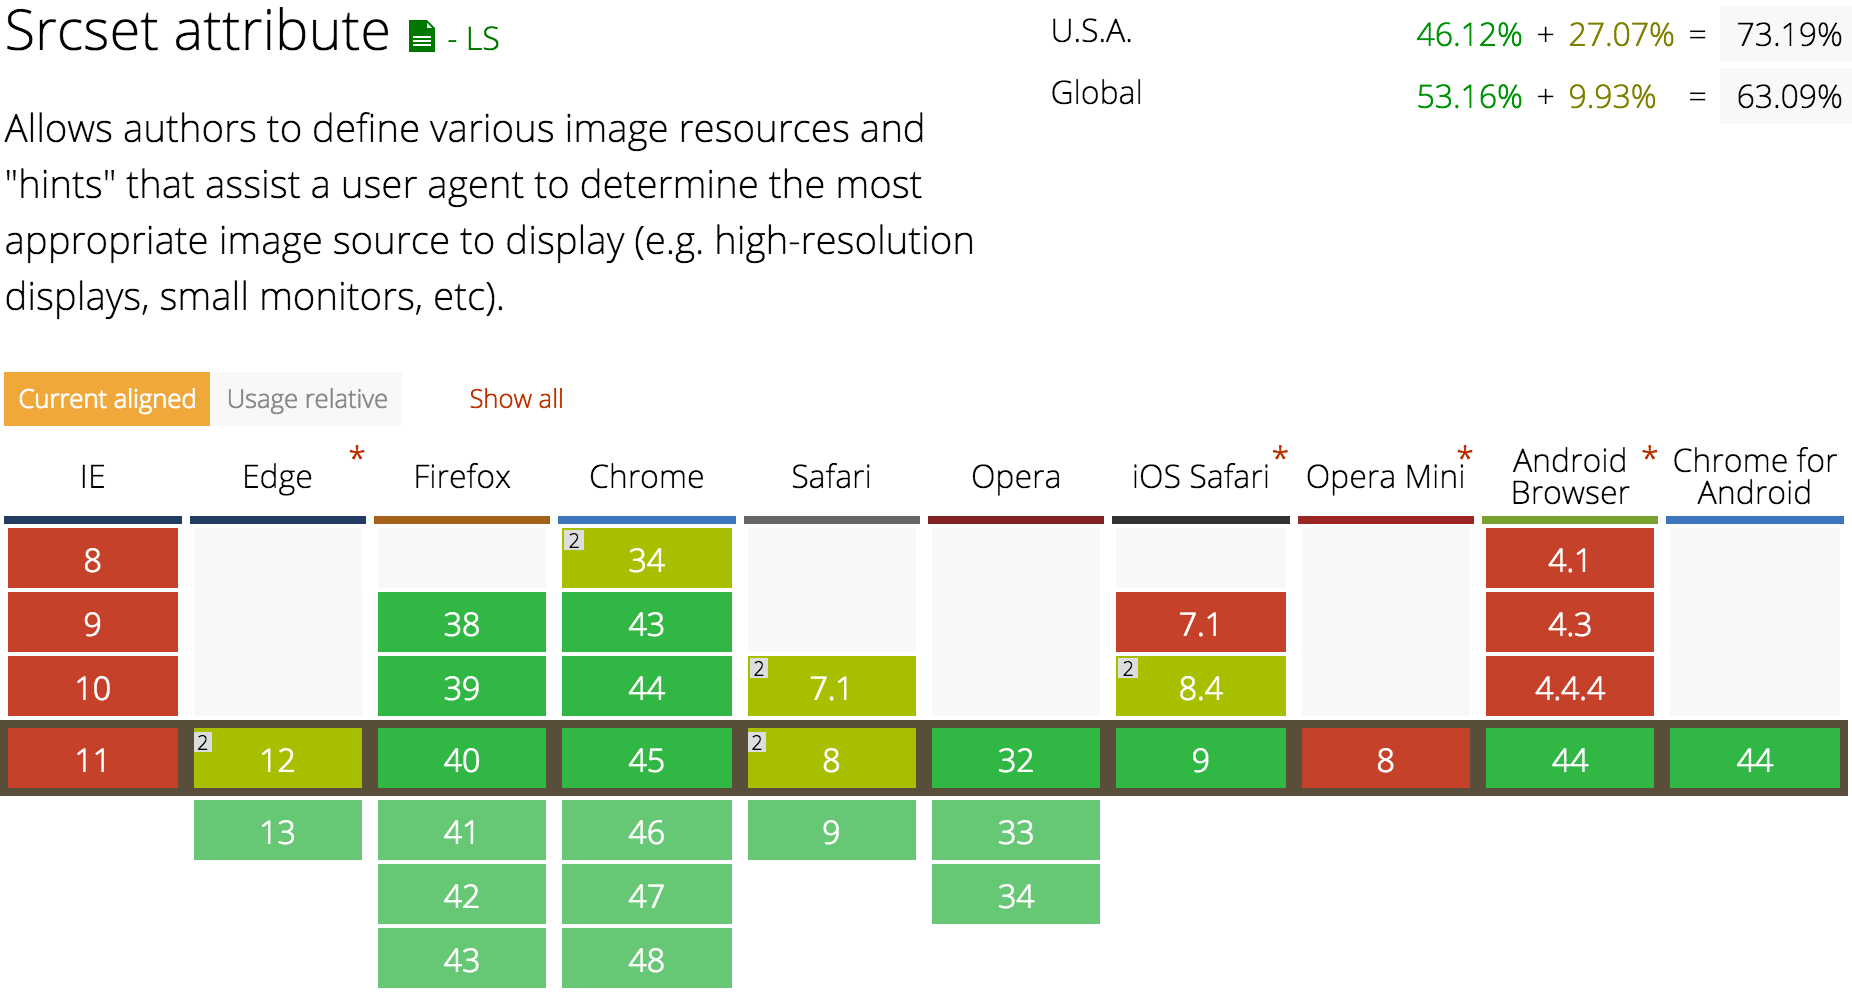 Srcset attribute - LS
U.S.A. 46.12% + 27.07% = 73.19%
Global 53.16% + 9.93% = 63.09%
Allows authors to define various image resources and
"hints" that assist a user agent to determine the most
appropriate image source to display (e.g. high-resolution
displays, small monitors, etc).
Current aligned Usage relative Show all
IE Edge * Firefox Chrome Safari Opera iOS Safari * Opera Mini * Android Browser * Chrome for Android
8 2 34 4.1
9 38 43 7.1 4.3
10 39 44 2 7.1 2 8.4 4.4.4
11 2 12 40 45 2 8 32 9 8 44 44
13 41 46 9 33
42 47 34
43 48